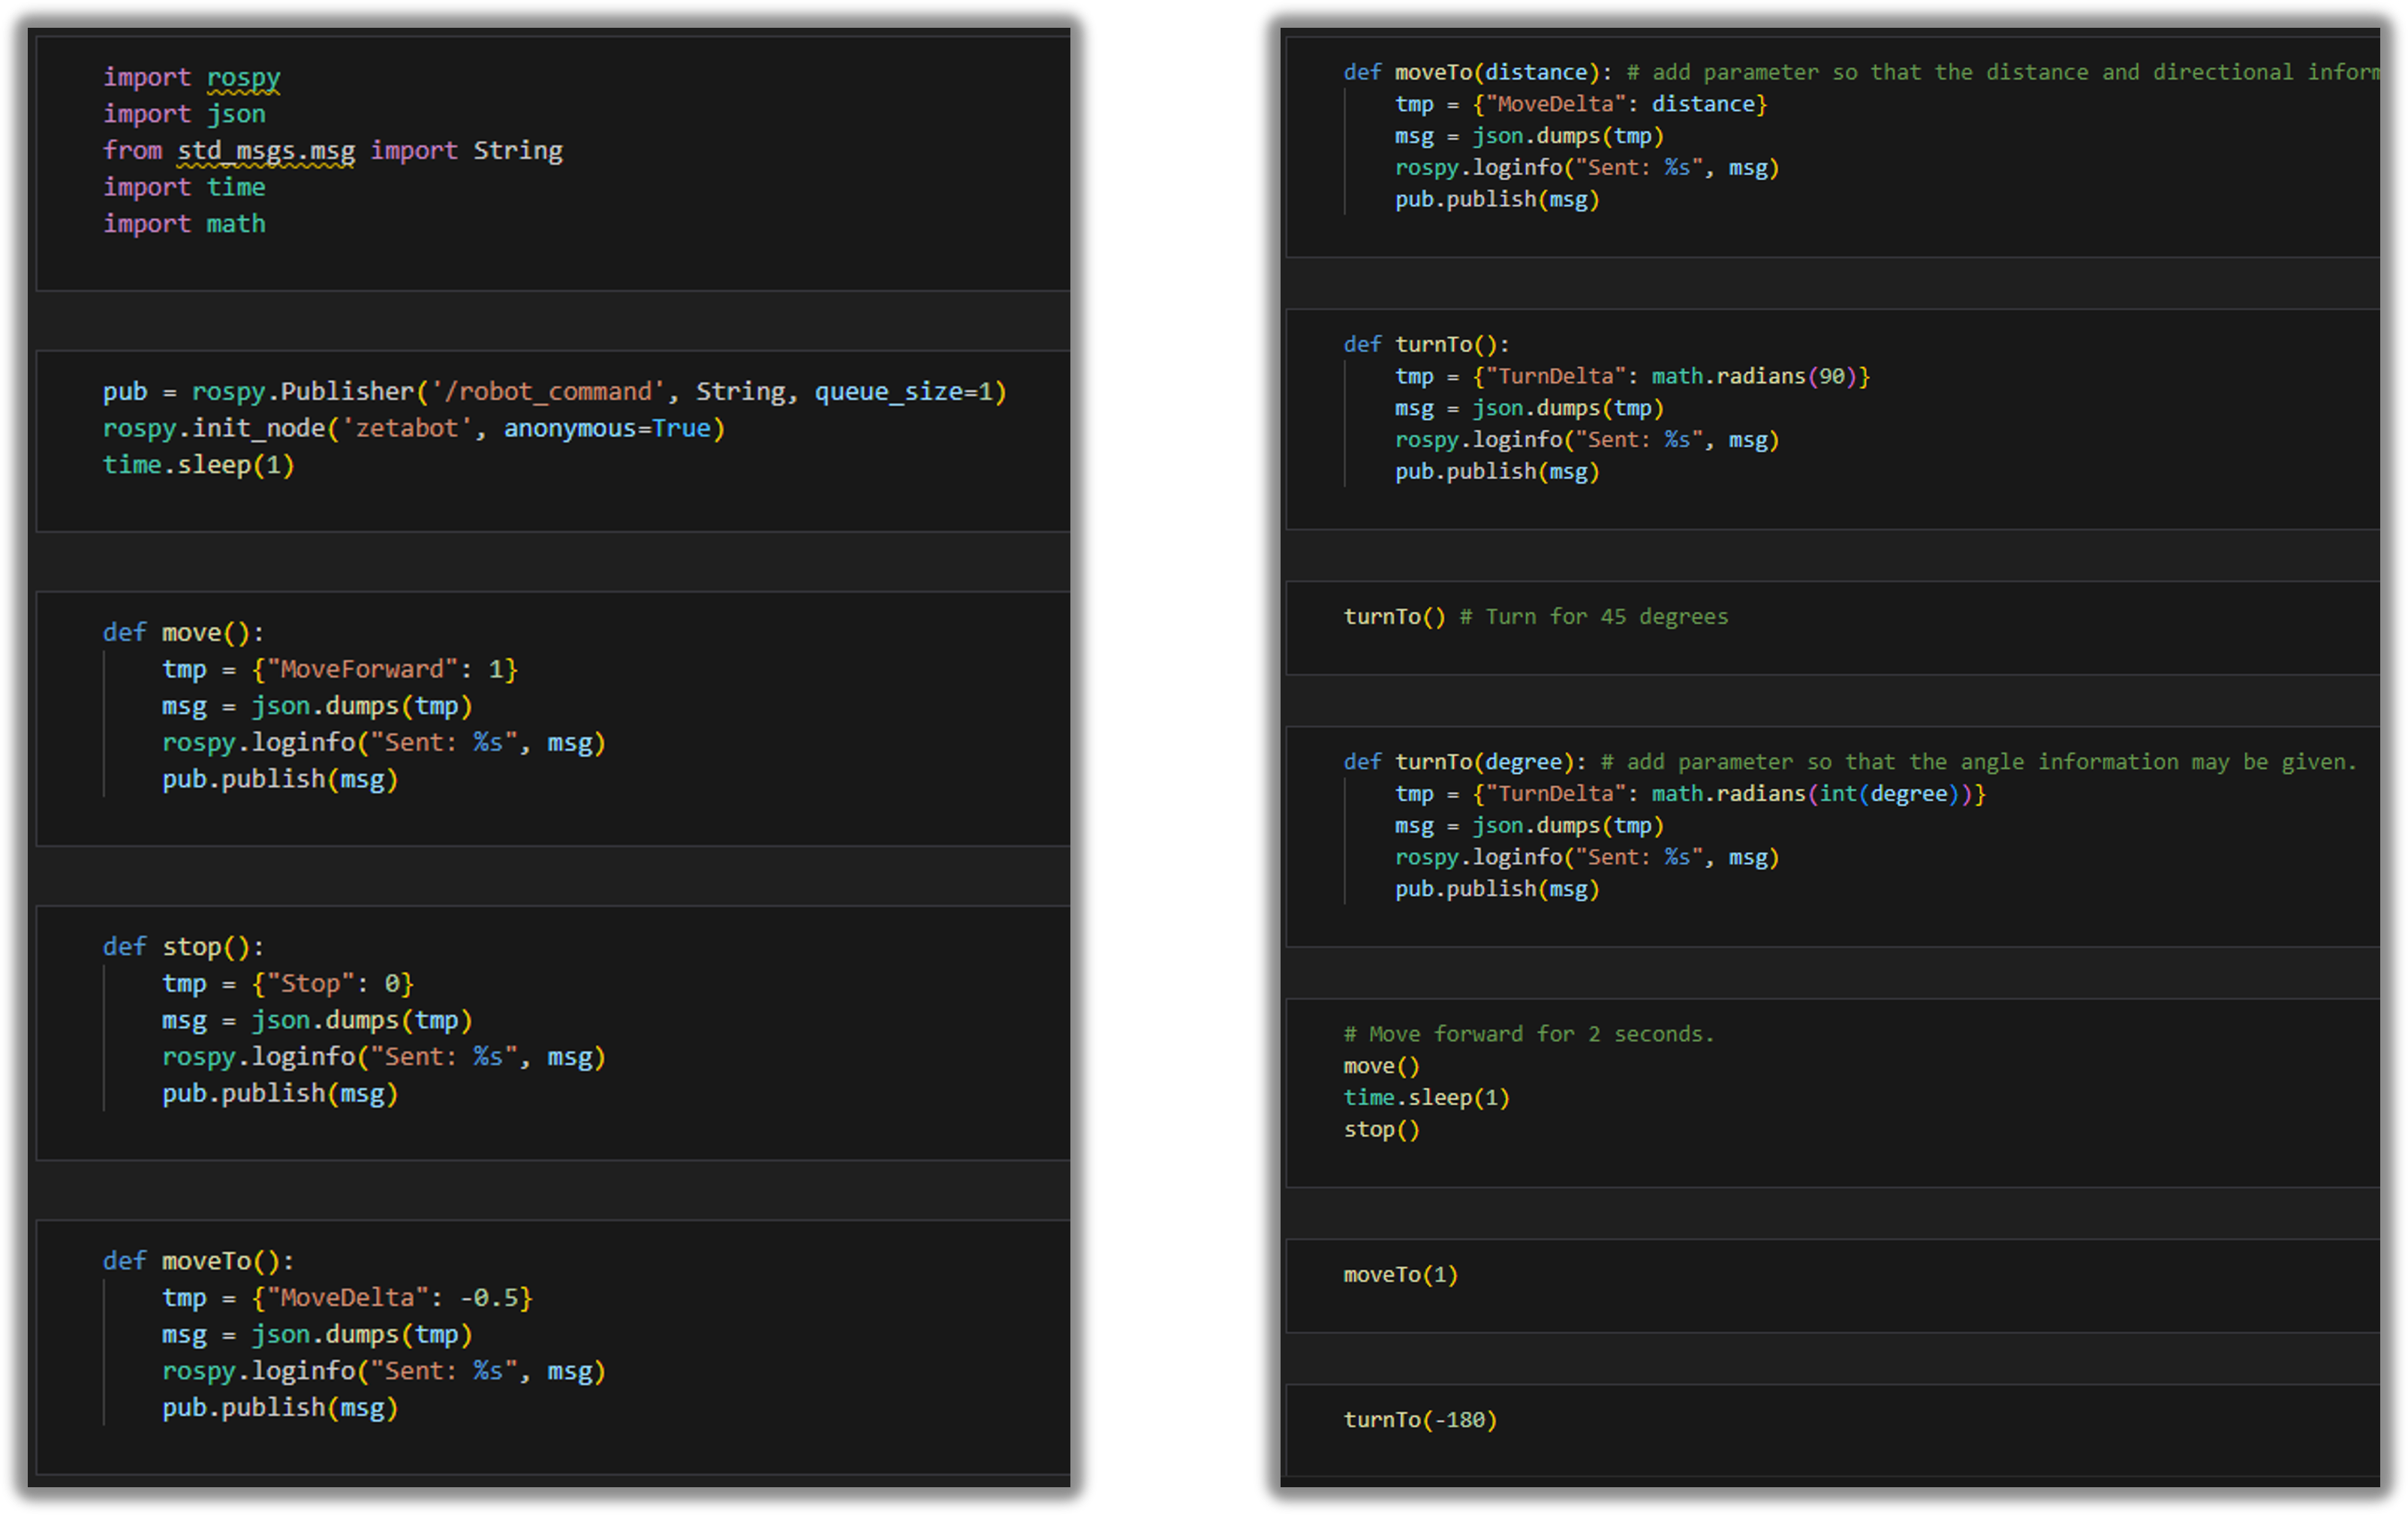 import rospy
import json
from std_msgs.msg import String
import time
import math
pub = rospy.Publisher('/robot_command', String, queue_size=1)
rospy.init_node('zetabot', anonymous=True)
time.sleep(1)
def move():
    tmp = {"MoveForward": 1}
    msg = json.dumps(tmp)
    rospy.loginfo("Sent: %s", msg)
    pub.publish(msg)
def stop():
    tmp = {"Stop": 0}
    msg = json.dumps(tmp)
    rospy.loginfo("Sent: %s", msg)
    pub.publish(msg)
def moveTo():
    tmp = {"MoveDelta": -0.5}
    msg = json.dumps(tmp)
    rospy.loginfo("Sent: %s", msg)
    pub.publish(msg)
def moveTo(distance): # add parameter so that the distance and directional inform
    tmp = {"MoveDelta": distance}
    msg = json.dumps(tmp)
    rospy.loginfo("Sent: %s", msg)
    pub.publish(msg)
def turnTo():
    tmp = {"TurnDelta": math.radians(90)}
    msg = json.dumps(tmp)
    rospy.loginfo("Sent: %s", msg)
    pub.publish(msg)
turnTo() # Turn for 45 degrees
def turnTo(degree): # add parameter so that the angle information may be given.
    tmp = {"TurnDelta": math.radians(int(degree))}
    msg = json.dumps(tmp)
    rospy.loginfo("Sent: %s", msg)
    pub.publish(msg)
# Move forward for 2 seconds.
move()
time.sleep(1)
stop()
moveTo(1)
turnTo(-180)